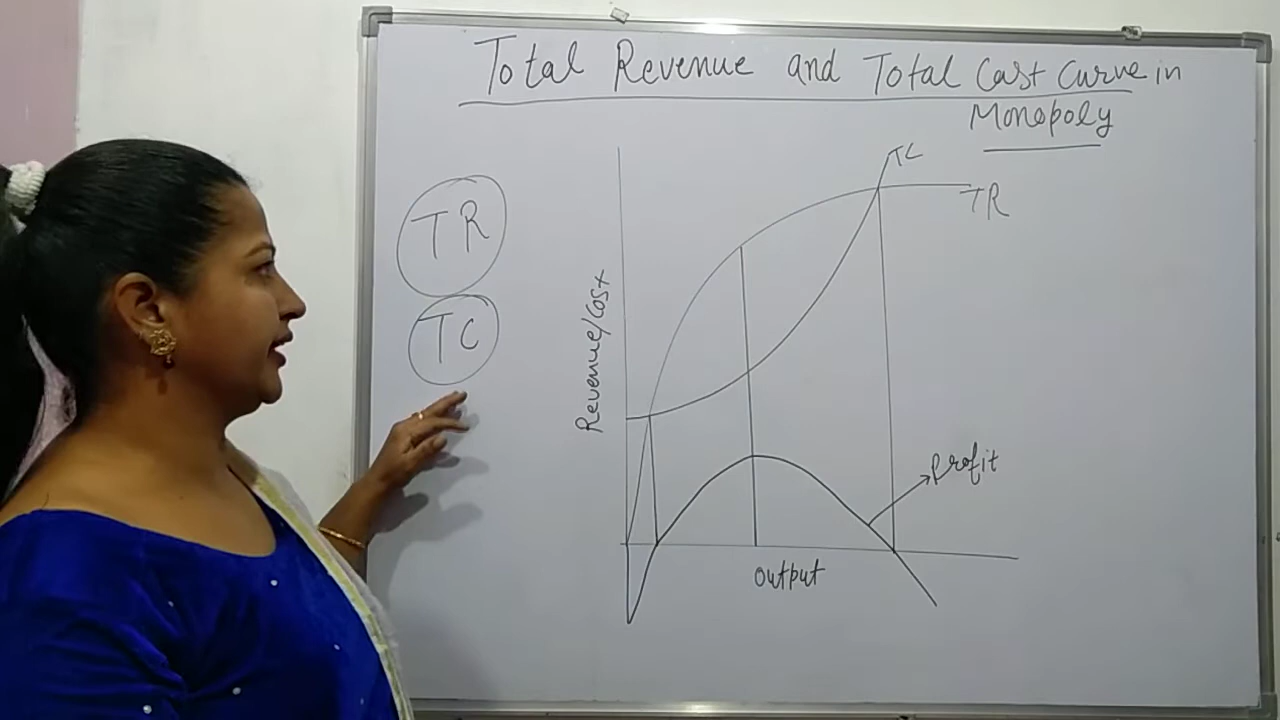 Total Revenue and Total Cost Curve in
Monopoly
TR
TC
Revenue/Cost
TC
TR
Profit
Output